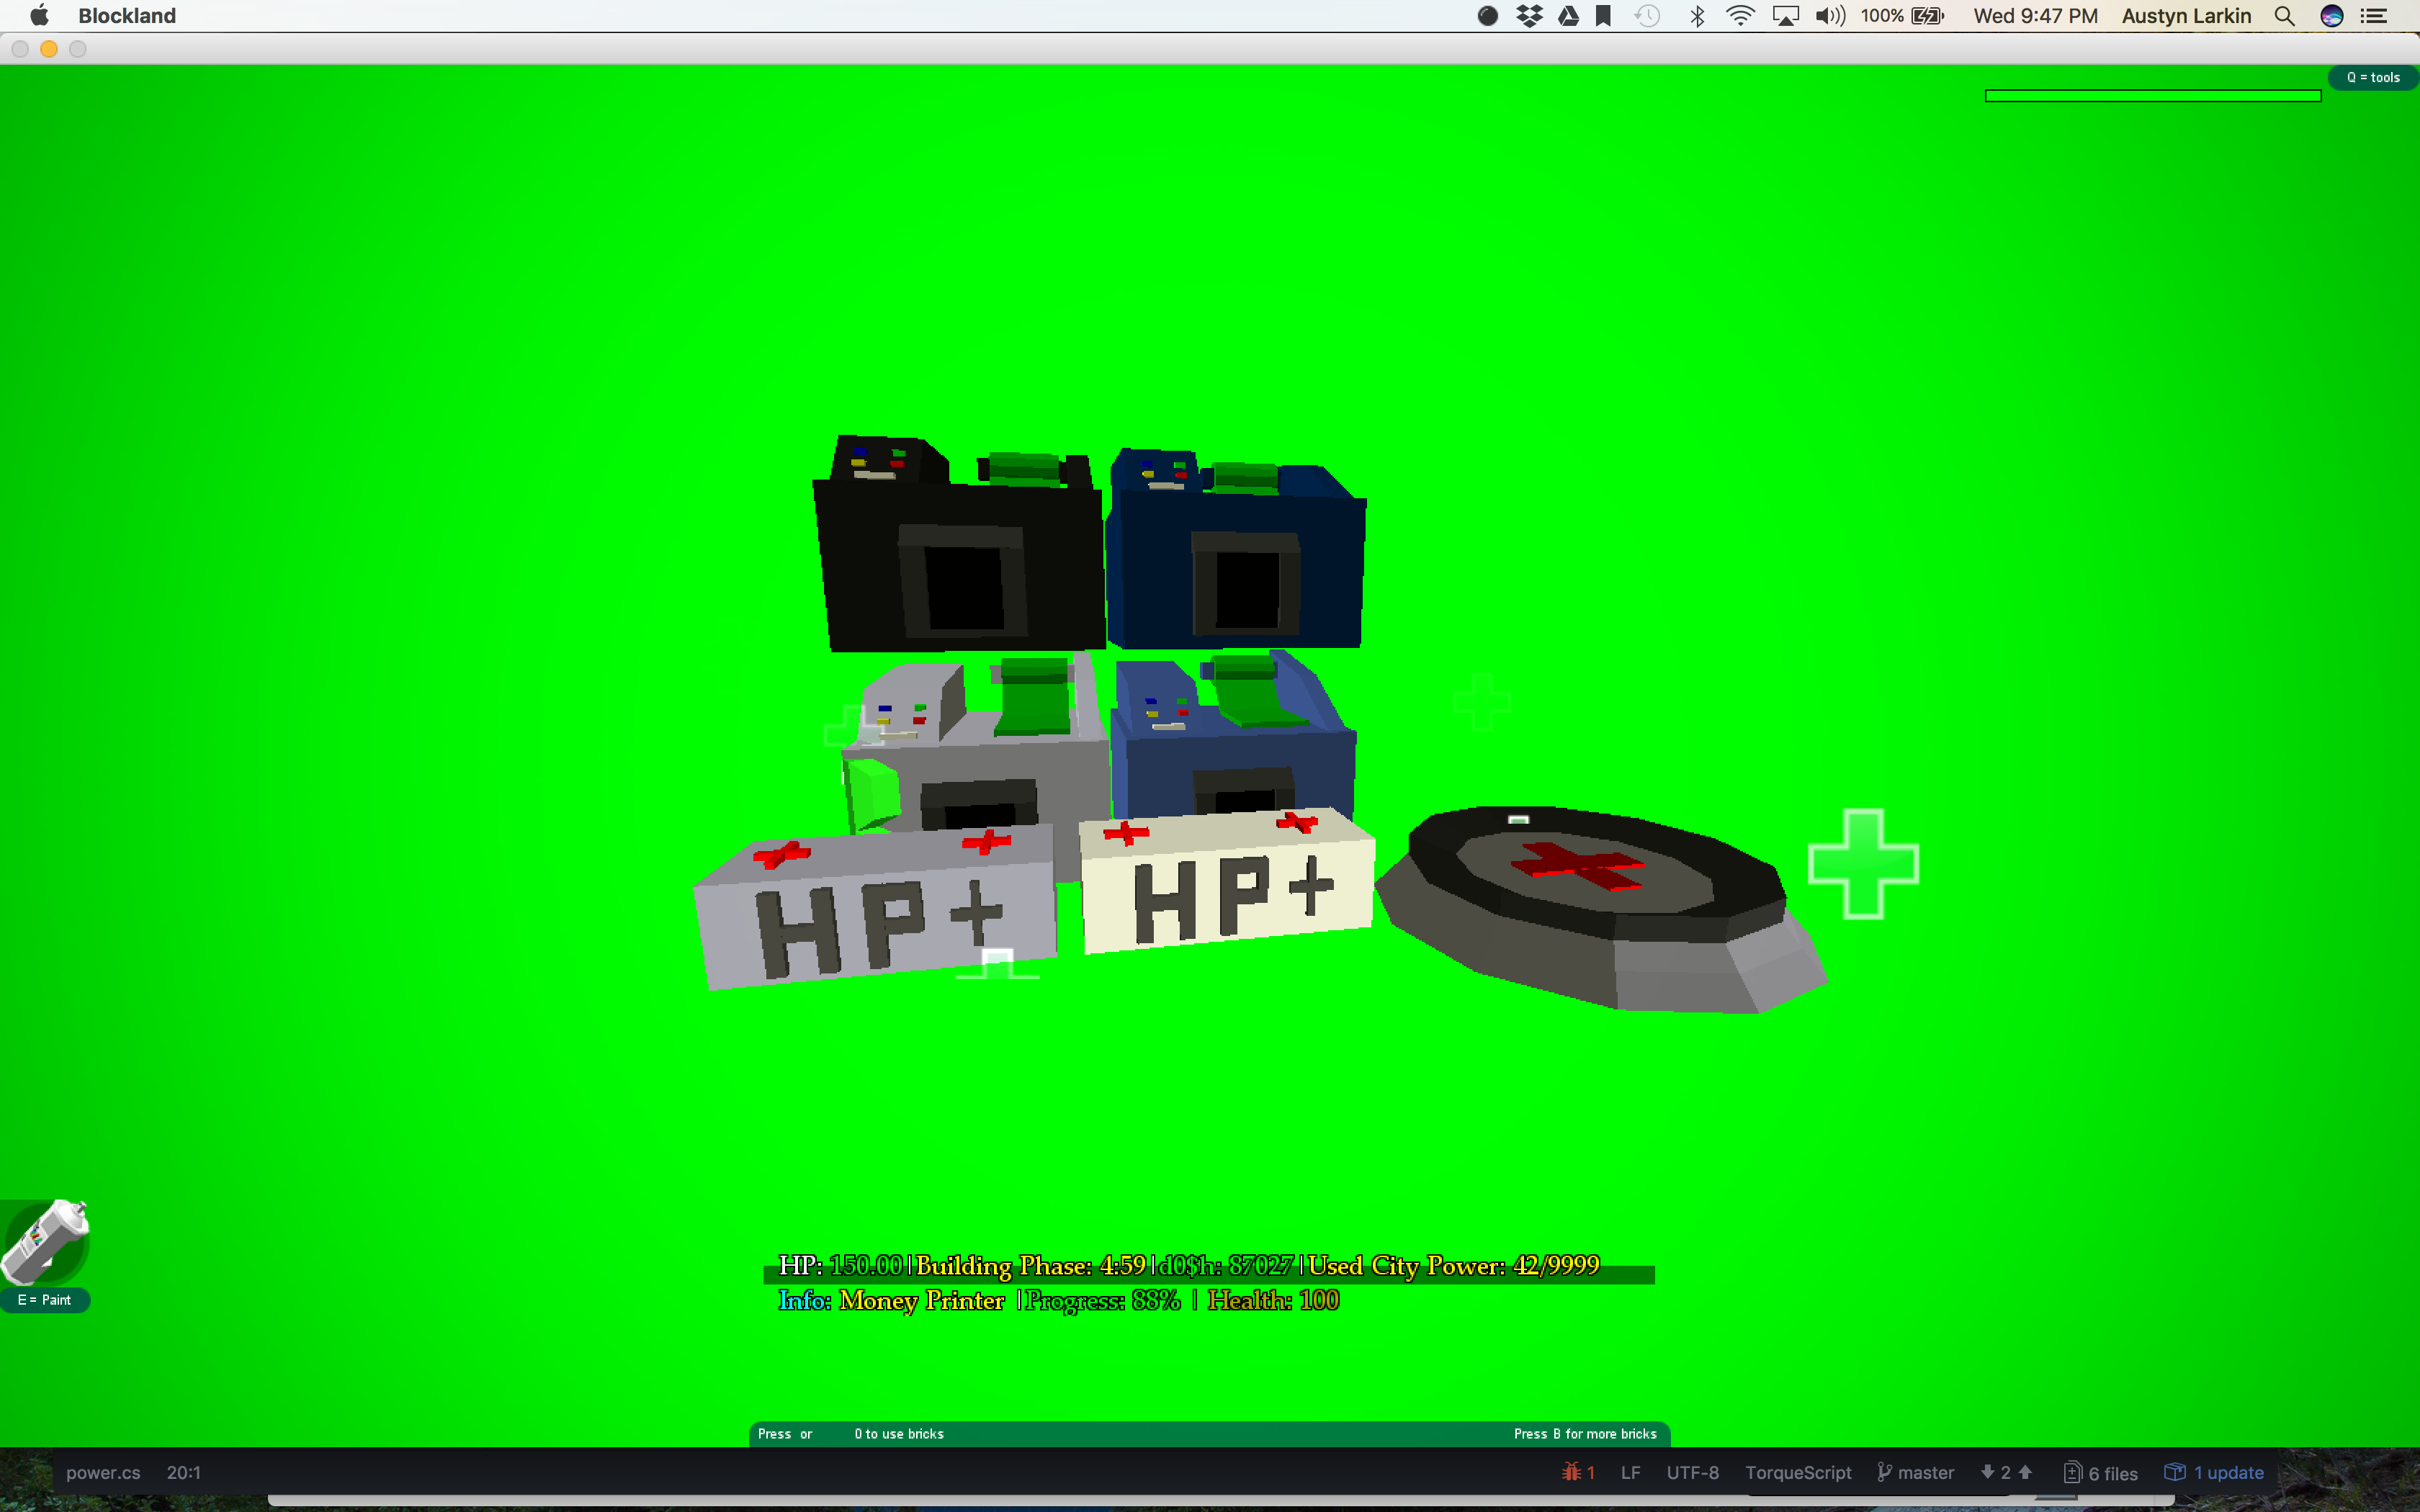 Blockland
100%
Wed 9:47 PM
Austyn Larkin
Q = tools
HP+
HP+
E = Paint
HP: 150.00|Building Phase: 4:59|d0$h: 87027|Used City Power: 42/9999
Info: Money Printer |Progress: 88% | Health: 100
Press or 0 to use bricks
Press B for more bricks
power.cs 20:1
1 LF UTF-8 TorqueScript master 2 6 files 1 update